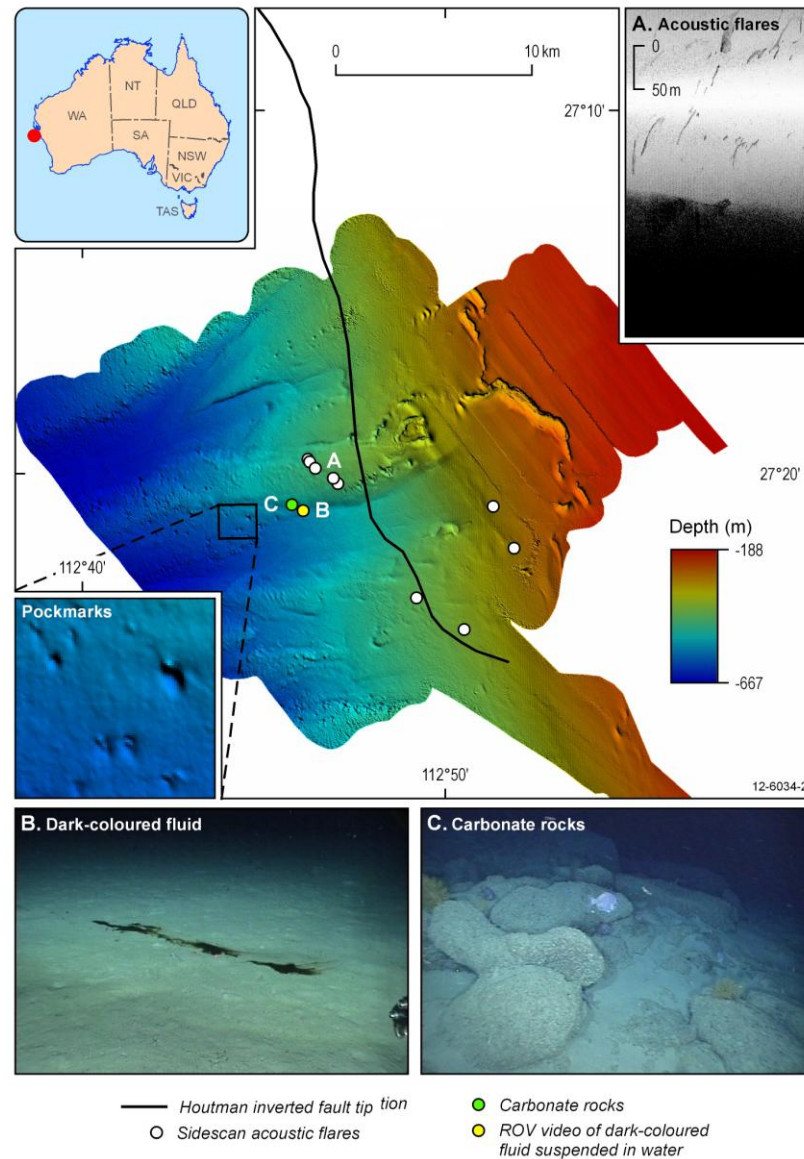 WA
NT
QLD
SA
NSW
VIC
TAS
0 10 km
27°10'
A. Acoustic flares
0
50 m
A
C
B
27°20'
112°40'
Depth (m)
-188
-667
Pockmarks
112°50'
12-6034-2
B. Dark-coloured fluid
C. Carbonate rocks
Houtman inverted fault tip tion
Sidescan acoustic flares
Carbonate rocks
ROV video of dark-coloured
fluid suspended in water